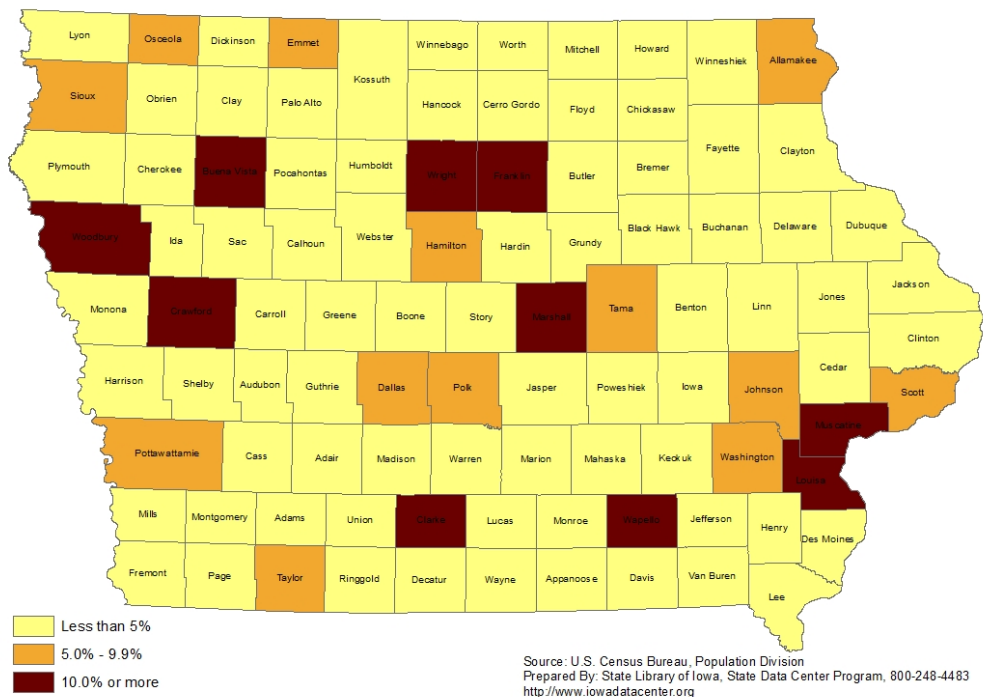 Lyon Osceola Dickinson Emmet Winnebago Worth Mitchell Howard Winneshiek Allamakee
Kossuth
Sioux Obrien Clay Palo Alto Hancock Cerro Gordo Floyd Chickasaw
Fayette Clayton
Plymouth Cherokee Buena Vista Pocahontas Humboldt Wright Franklin Butler Bremer
Woodbury Ida Sac Calhoun Webster Hamilton Hardin Grundy Black Hawk Buchanan Delaware Dubuque
Monona Crawford Carroll Greene Boone Story Marshall Tama Benton Linn Jones Jackson
Clinton
Harrison Shelby Audubon Guthrie Dallas Polk Jasper Poweshiek Iowa Johnson Cedar Scott
Muscatine
Pottawattamie Cass Adair Madison Warren Marion Mahaska Keokuk Washington
Louisa
Mills Montgomery Adams Union Clarke Lucas Monroe Wapello Jefferson Henry Des Moines
Fremont Page Taylor Ringgold Decatur Wayne Appanoose Davis Van Buren Lee
Less than 5%
5.0% - 9.9%
10.0% or more
Source: U.S. Census Bureau, Population Division
Prepared By: State Library of Iowa, State Data Center Program, 800-248-4483
http://www.iowadatacenter.org